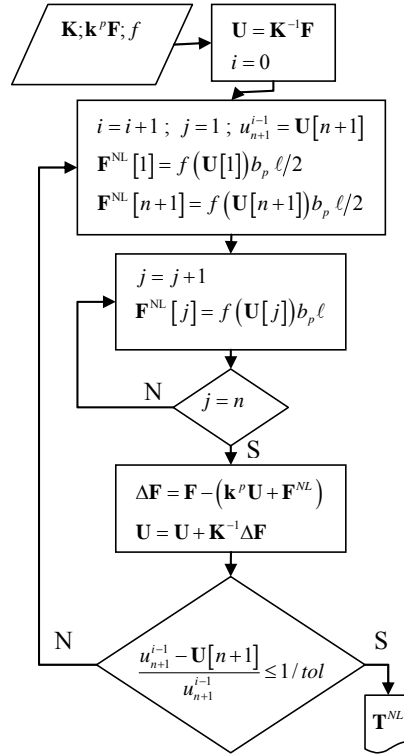 K; k^p F; f
U = K^{-1}F
i = 0
i = i+1 ; j = 1 ; u_{n+1}^{i-1} = U[n+1]
F^{NL}[1] = f(U[1])b_p ℓ/2
F^{NL}[n+1] = f(U[n+1])b_p ℓ/2
j = j+1
F^{NL}[j] = f(U[j])b_p ℓ
N
j = n
S
ΔF = F − (k^p U + F^{NL})
U = U + K^{-1}ΔF
N
S
\frac{u_{n+1}^{i-1} − U[n+1]}{u_{n+1}^{i-1}} ≤ 1/tol
T^{NL}